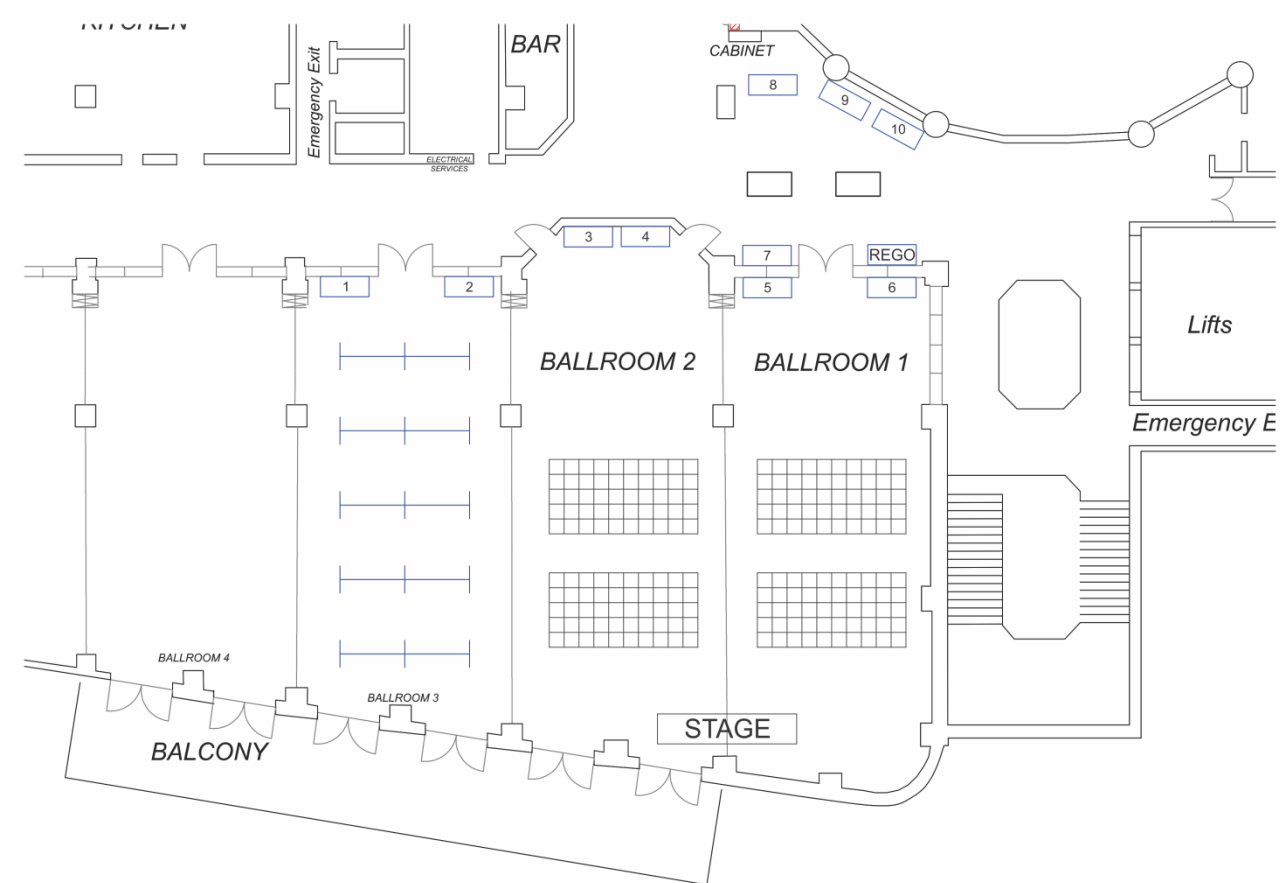 KITCHEN
BAR
CABINET
Emergency Exit
8
9
10
ELECTRICAL
SERVICES
3
4
7
REGO
1
2
5
6
Lifts
BALLROOM 2
BALLROOM 1
Emergency E
BALLROOM 4
BALLROOM 3
STAGE
BALCONY